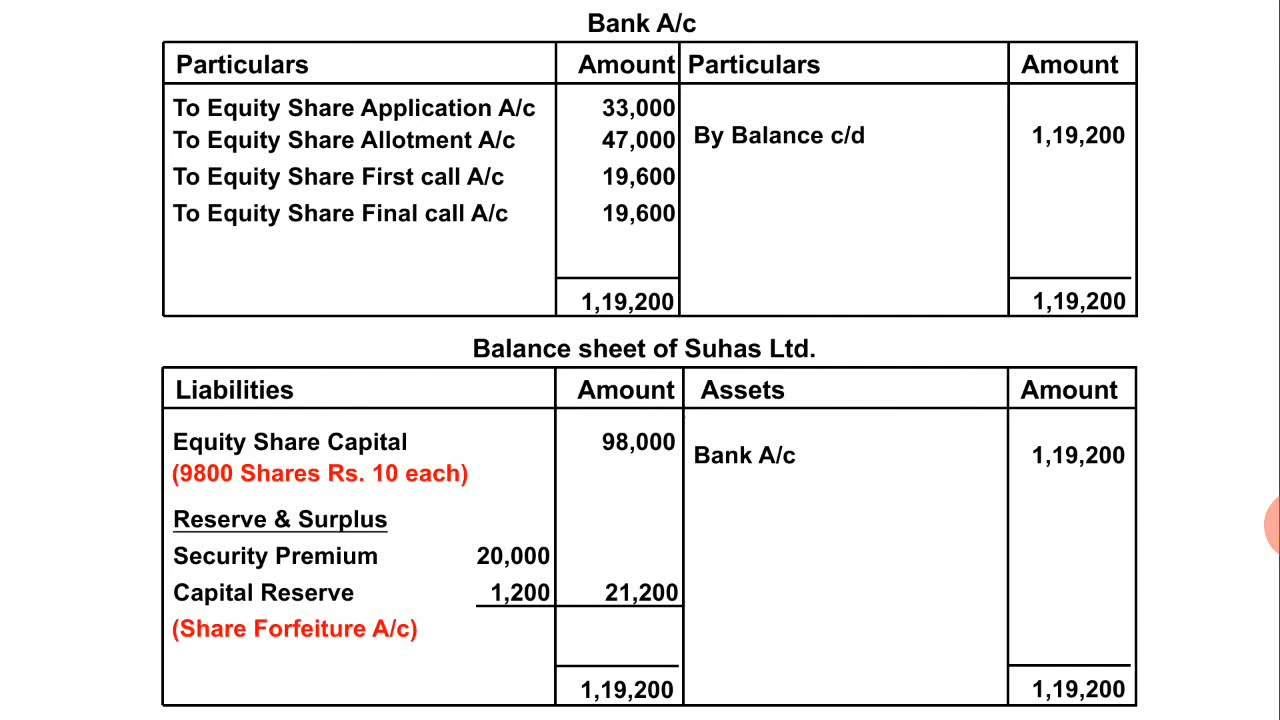 Bank A/c
Particulars Amount Particulars Amount
To Equity Share Application A/c 33,000
To Equity Share Allotment A/c 47,000 By Balance c/d 1,19,200
To Equity Share First call A/c 19,600
To Equity Share Final call A/c 19,600
1,19,200 1,19,200
Balance sheet of Suhas Ltd.
Liabilities Amount Assets Amount
Equity Share Capital 98,000 Bank A/c 1,19,200
(9800 Shares Rs. 10 each)
Reserve & Surplus
Security Premium 20,000
Capital Reserve 1,200 21,200
(Share Forfeiture A/c)
1,19,200 1,19,200